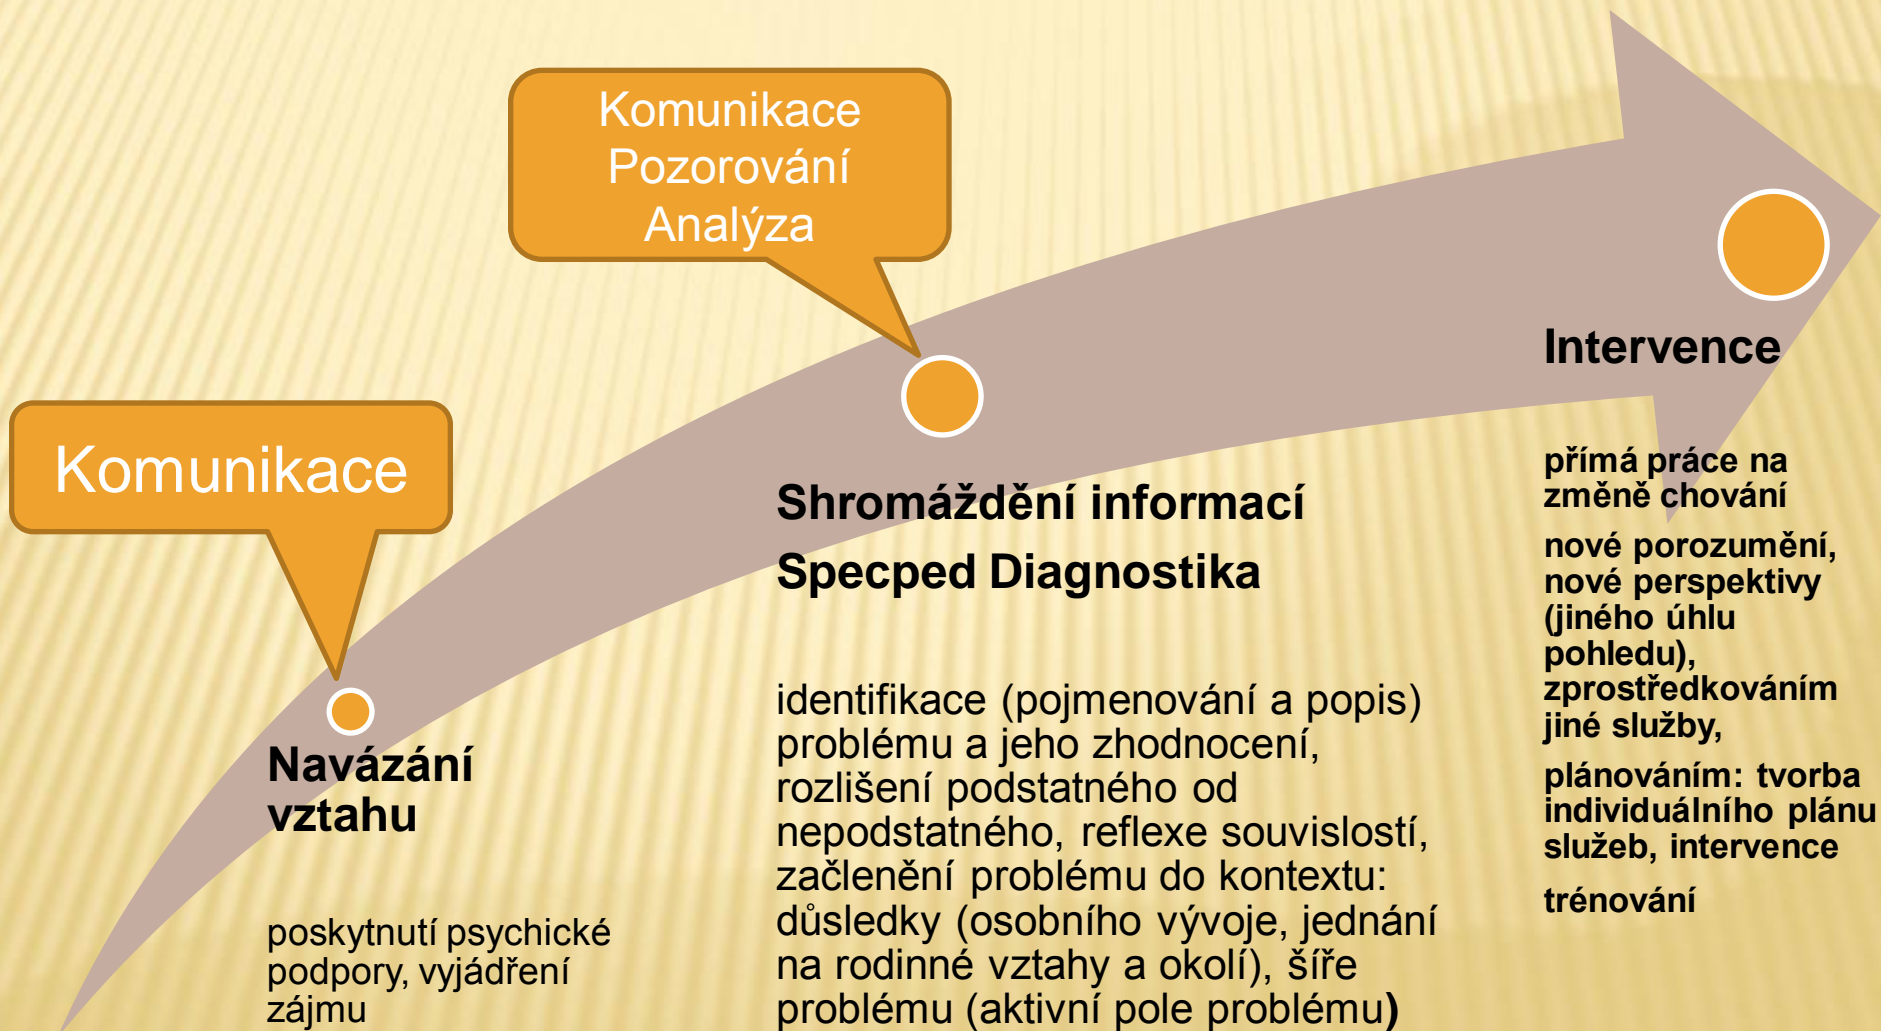 Komunikace
Pozorování
Analýza
Komunikace
Navázání
vztahu
poskytnutí psychické
podpory, vyjádření
zájmu
Shromáždění informací
Specped Diagnostika
identifikace (pojmenování a popis)
problému a jeho zhodnocení,
rozlišení podstatného od
nepodstatného, reflexe souvislostí,
začlenění problému do kontextu:
důsledky (osobního vývoje, jednání
na rodinné vztahy a okolí), šíře
problému (aktivní pole problému)
Intervence
přímá práce na
změně chování
nové porozumění,
nové perspektivy
(jiného úhlu
pohledu),
zprostředkováním
jiné služby,
plánováním: tvorba
individuálního plánu
služeb, intervence
trénování